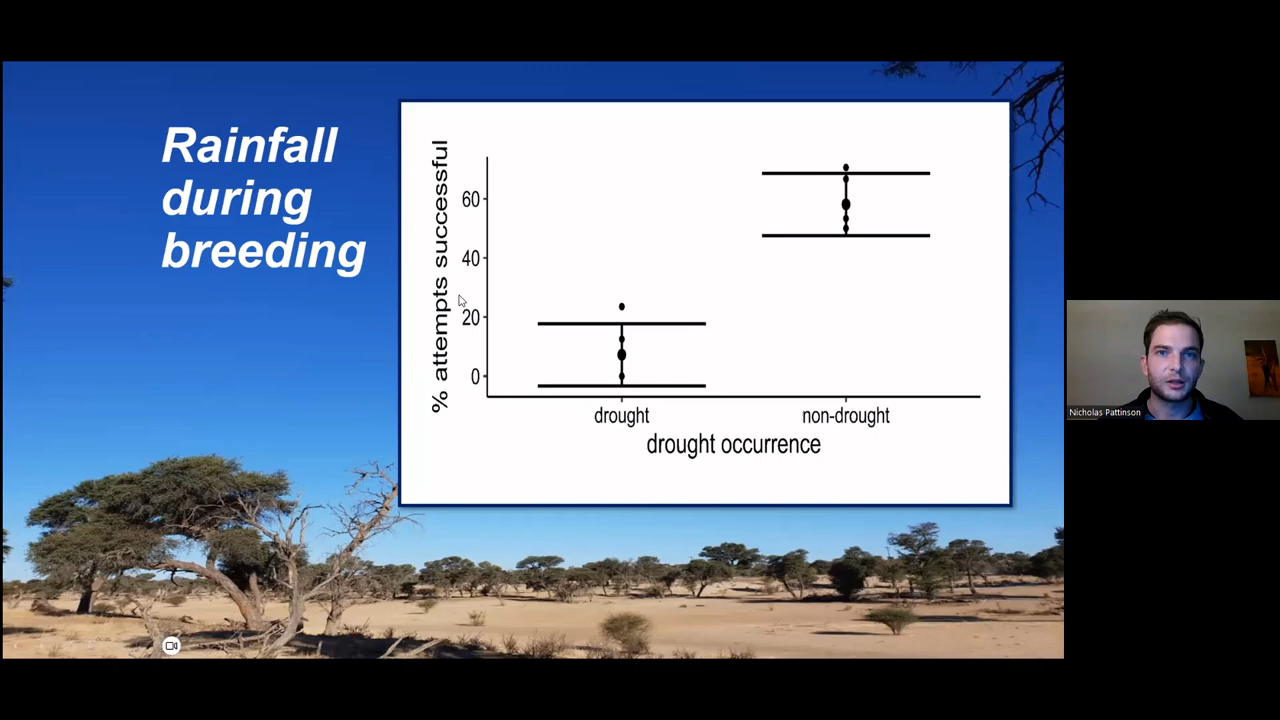 Rainfall
during
breeding
% attempts successful
60
40
20
0
drought
non-drought
drought occurrence
Nicholas Pattinson